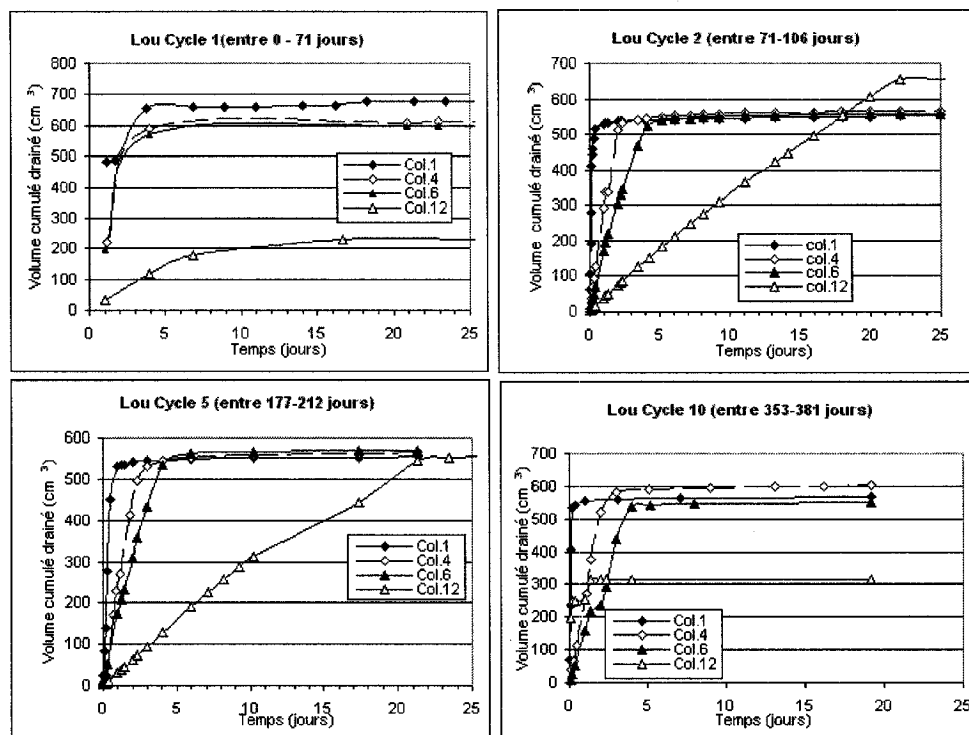 Lou Cycle 1(entre 0 - 71 jours)
Volume cumulé drainé (cm ³)
800
700
600
500
400
300
200
100
0
0 5 10 15 20 25
Temps (jours)
Col.1
Col.4
Col.6
Col.12
Lou Cycle 2 (entre 71-106 jours)
Volume cumulé drainé (cm ³)
700
600
500
400
300
200
100
0
0 5 10 15 20 25
Temps (jours)
col.1
col.4
col.6
col.12
Lou Cycle 5 (entre 177-212 jours)
Volume cumulé drainé (cm ³)
600
500
400
300
200
100
0
0 5 10 15 20 25
Temps (jours)
Col.1
Col.4
Col.6
Col.12
Lou Cycle 10 (entre 353-381 jours)
Volume cumulé drainé (cm ³)
700
600
500
400
300
200
100
0
0 5 10 15 20 25
Temps (jours)
Col.1
Col.4
Col.6
Col.12